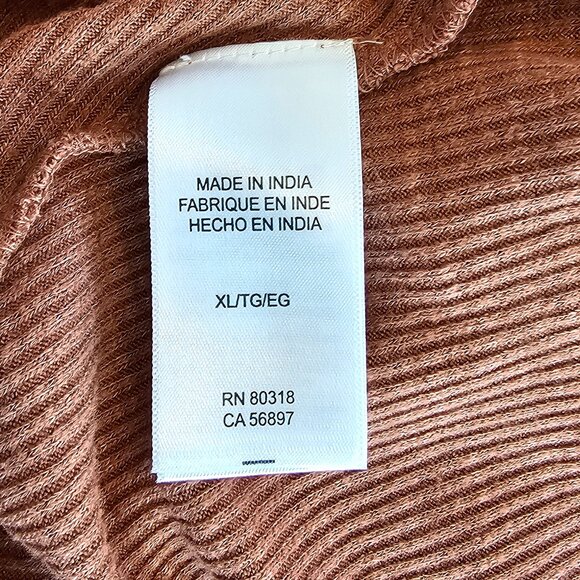 MADE IN INDIA
FABRIQUE EN INDE
HECHO EN INDIA
XL/TG/EG
RN 80318
CA 56897